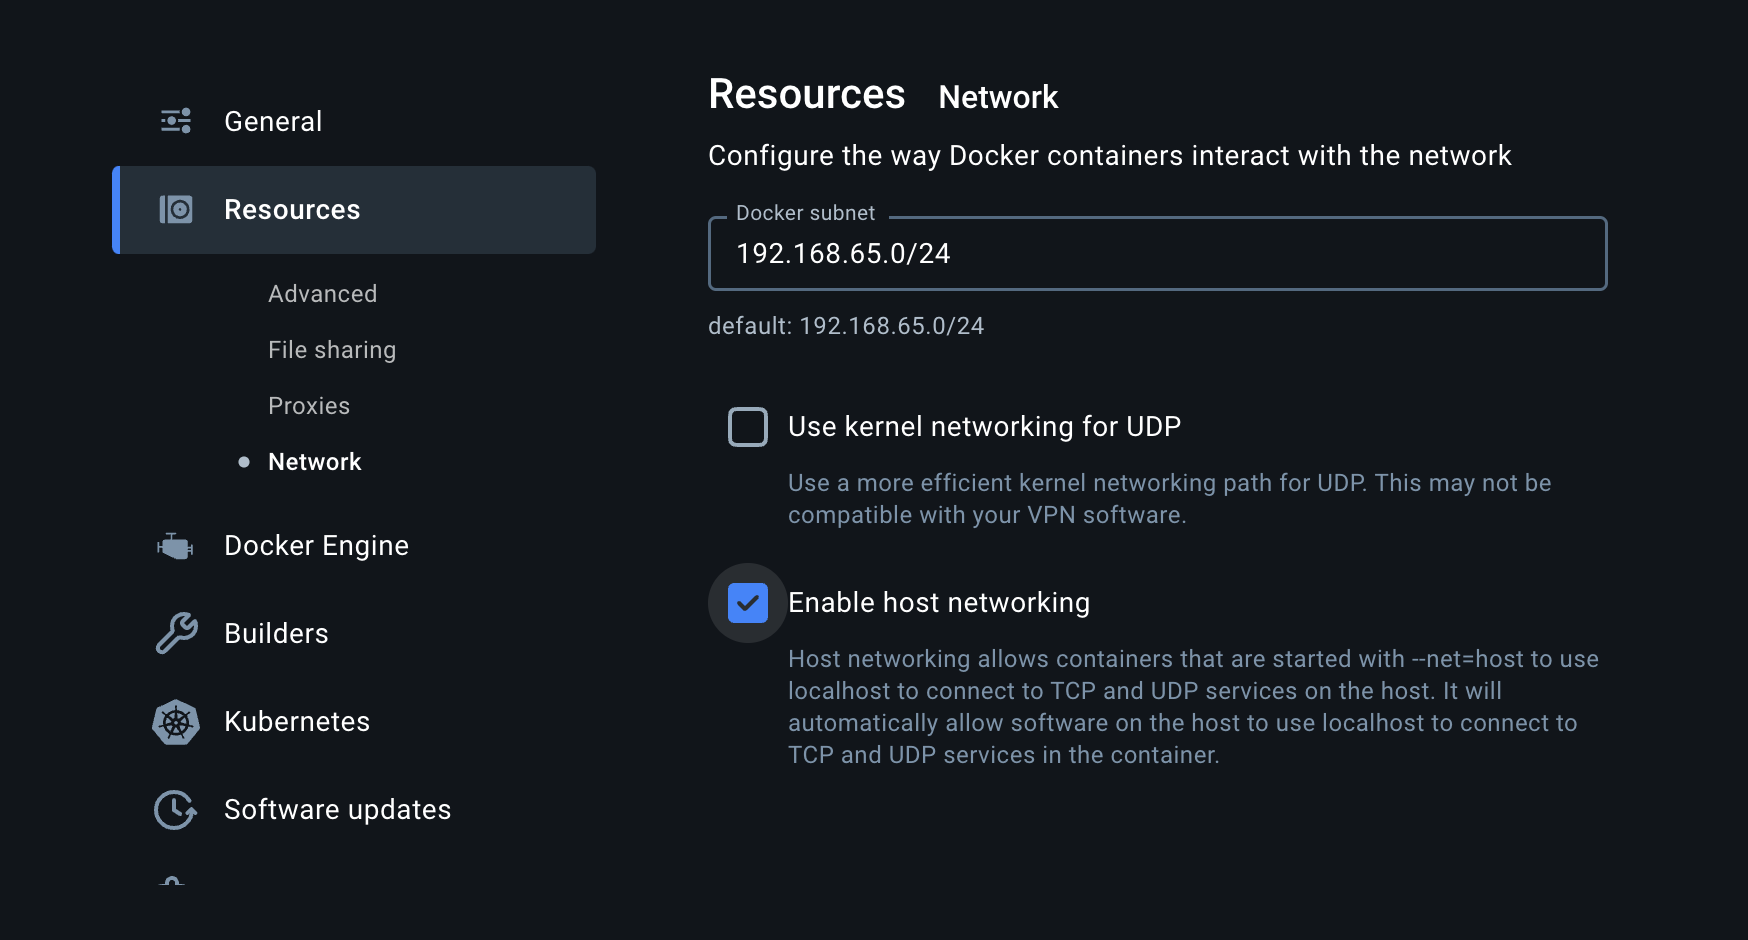 General
Resources
Advanced
File sharing
Proxies
Network
Docker Engine
Builders
Kubernetes
Software updates
Resources Network
Configure the way Docker containers interact with the network
Docker subnet
192.168.65.0/24
default: 192.168.65.0/24
Use kernel networking for UDP
Use a more efficient kernel networking path for UDP. This may not be
compatible with your VPN software.
Enable host networking
Host networking allows containers that are started with --net=host to use
localhost to connect to TCP and UDP services on the host. It will
automatically allow software on the host to use localhost to connect to
TCP and UDP services in the container.